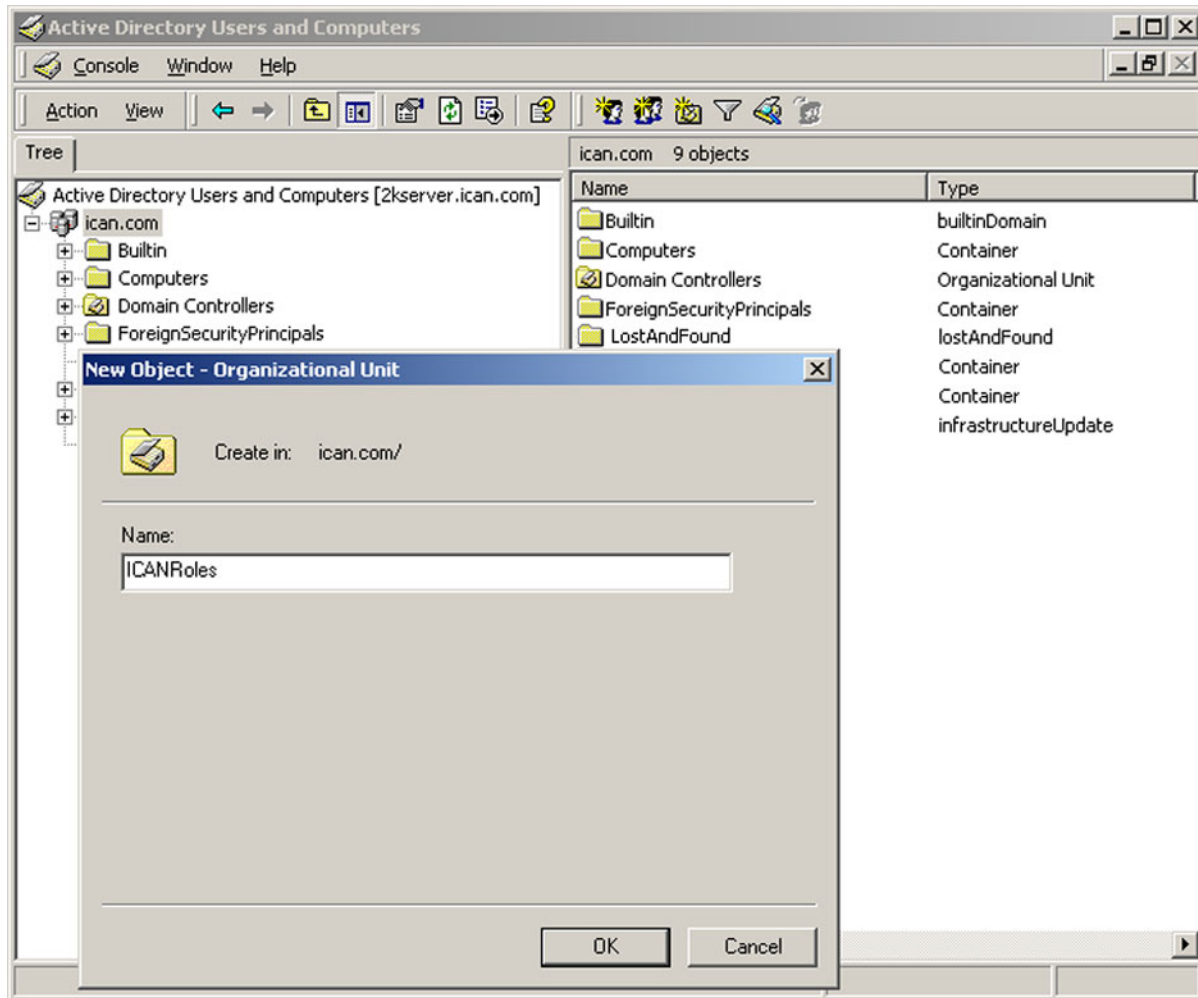 Active Directory Users and Computers
Console Window Help
Action View
Tree
ican.com 9 objects
Active Directory Users and Computers [2kserver.ican.com]
ican.com
Builtin
Computers
Domain Controllers
ForeignSecurityPrincipals
Name Type
Builtin builtinDomain
Computers Container
Domain Controllers Organizational Unit
ForeignSecurityPrincipals Container
LostAndFound lostAndFound
Container
Container
infrastructureUpdate
New Object - Organizational Unit
Create in: ican.com/
Name:
ICANRoles
OK Cancel